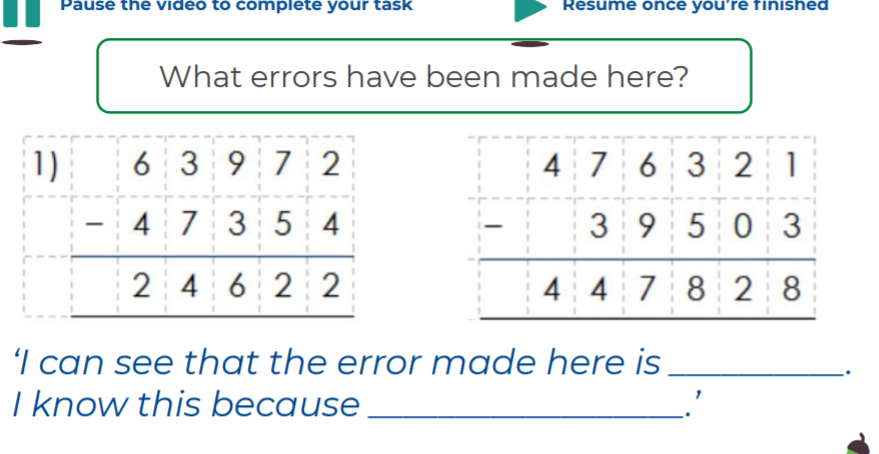 Pause the video to complete your task
Resume once you're finished
What errors have been made here?
1) 6 3 9 7 2
- 4 7 3 5 4
2 4 6 2 2
4 7 6 3 2 1
- 3 9 5 0 3
4 4 7 8 2 8
'I can see that the error made here is __________.
I know this because __________________.'